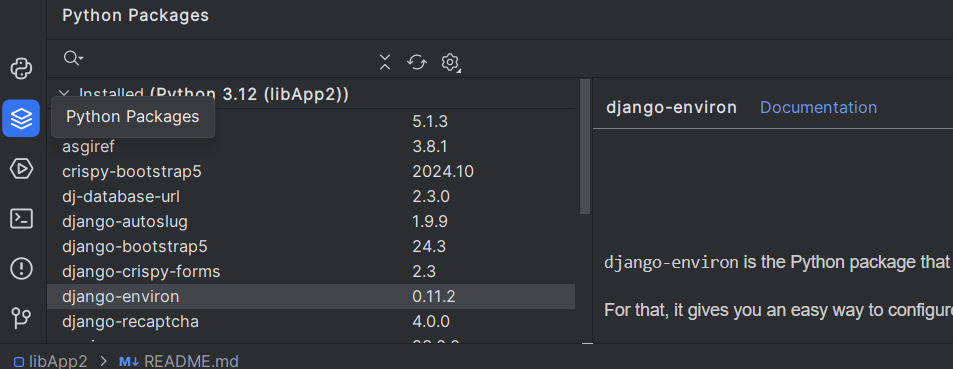 Python Packages
Installed (Python 3.12 (libApp2))
Python Packages
5.1.3
asgiref 3.8.1
crispy-bootstrap5 2024.10
dj-database-url 2.3.0
django-autoslug 1.9.9
django-bootstrap5 24.3
django-crispy-forms 2.3
django-environ 0.11.2
django-recaptcha 4.0.0
django-environ Documentation
django-environ is the Python package that
For that, it gives you an easy way to configure
libApp2 > README.md